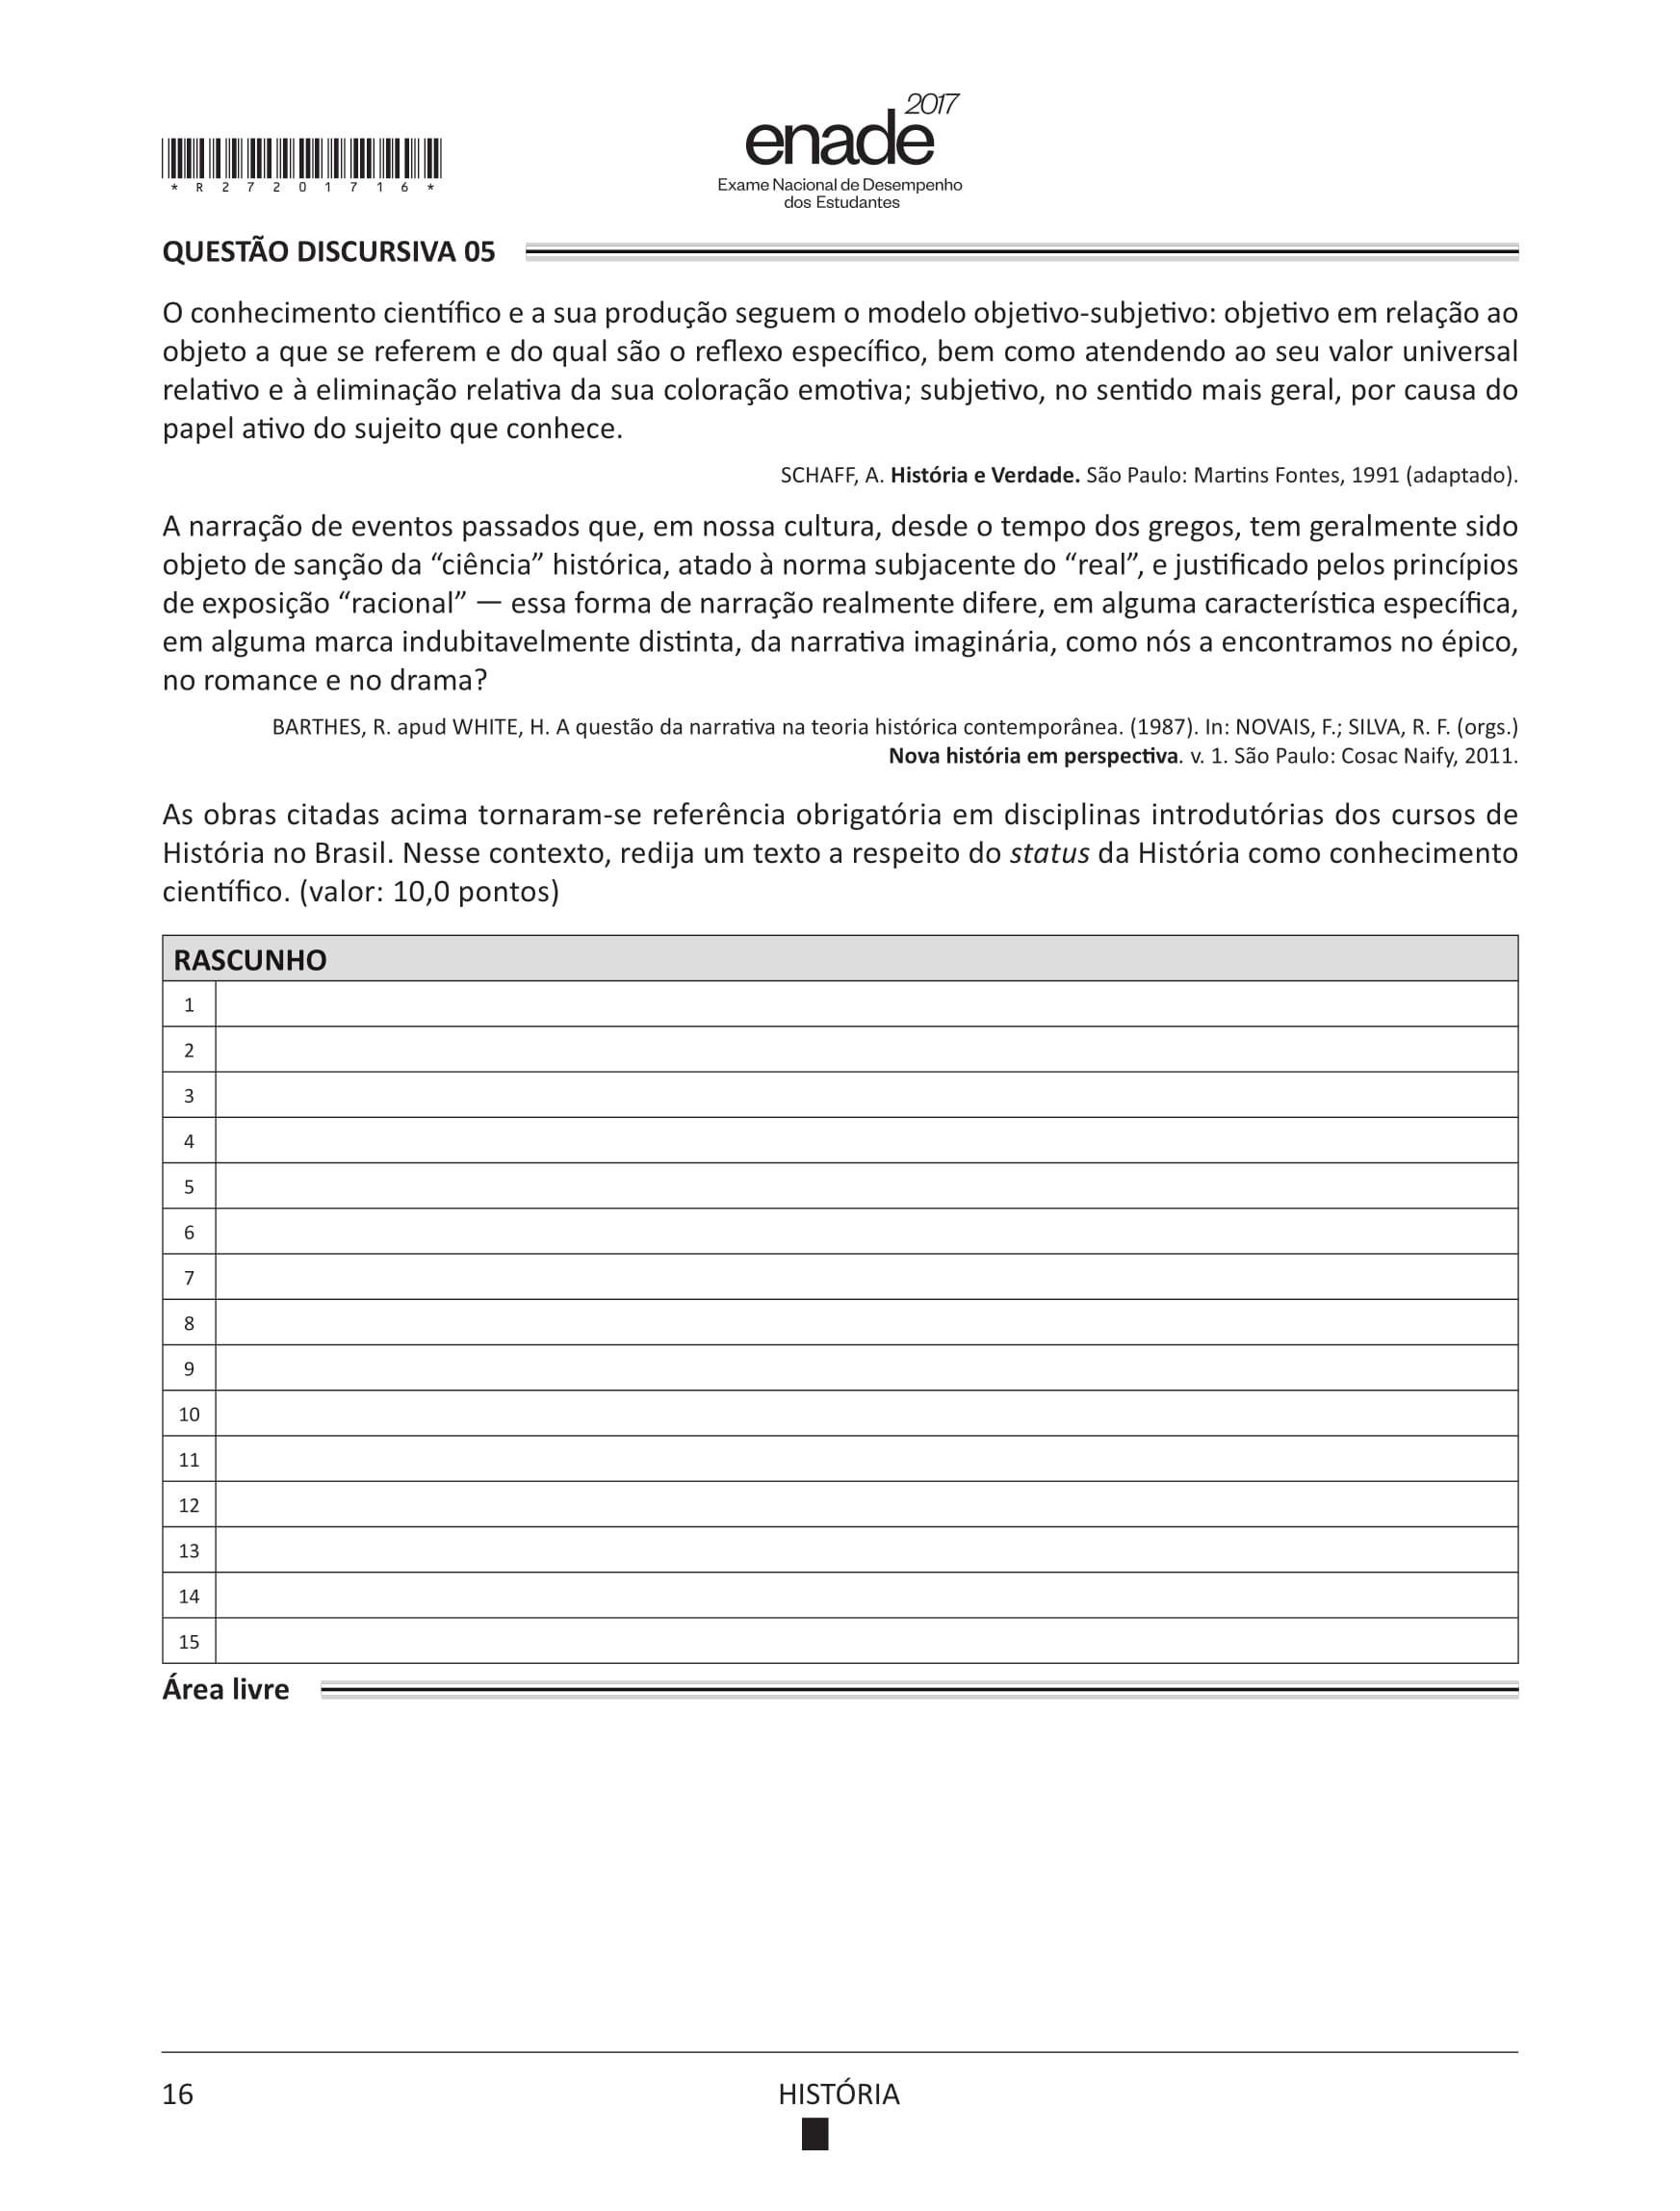 2017
enade
Exame Nacional de Desempenho
dos Estudantes
*R27201716*
QUESTÃO DISCURSIVA 05
O conhecimento científico e a sua produção seguem o modelo objetivo-subjetivo: objetivo em relação ao
objeto a que se referem e do qual são o reflexo específico, bem como atendendo ao seu valor universal
relativo e à eliminação relativa da sua coloração emotiva; subjetivo, no sentido mais geral, por causa do
papel ativo do sujeito que conhece.
SCHAFF, A. História e Verdade. São Paulo: Martins Fontes, 1991 (adaptado).
A narração de eventos passados que, em nossa cultura, desde o tempo dos gregos, tem geralmente sido
objeto de sanção da “ciência” histórica, atado à norma subjacente do “real”, e justificado pelos princípios
de exposição “racional” — essa forma de narração realmente difere, em alguma característica específica,
em alguma marca indubitavelmente distinta, da narrativa imaginária, como nós a encontramos no épico,
no romance e no drama?
BARTHES, R. apud WHITE, H. A questão da narrativa na teoria histórica contemporânea. (1987). In: NOVAIS, F.; SILVA, R. F. (orgs.)
Nova história em perspectiva. v. 1. São Paulo: Cosac Naify, 2011.
As obras citadas acima tornaram-se referência obrigatória em disciplinas introdutórias dos cursos de
História no Brasil. Nesse contexto, redija um texto a respeito do status da História como conhecimento
científico. (valor: 10,0 pontos)
RASCUNHO
1
2
3
4
5
6
7
8
9
10
11
12
13
14
15
Área livre
16
HISTÓRIA